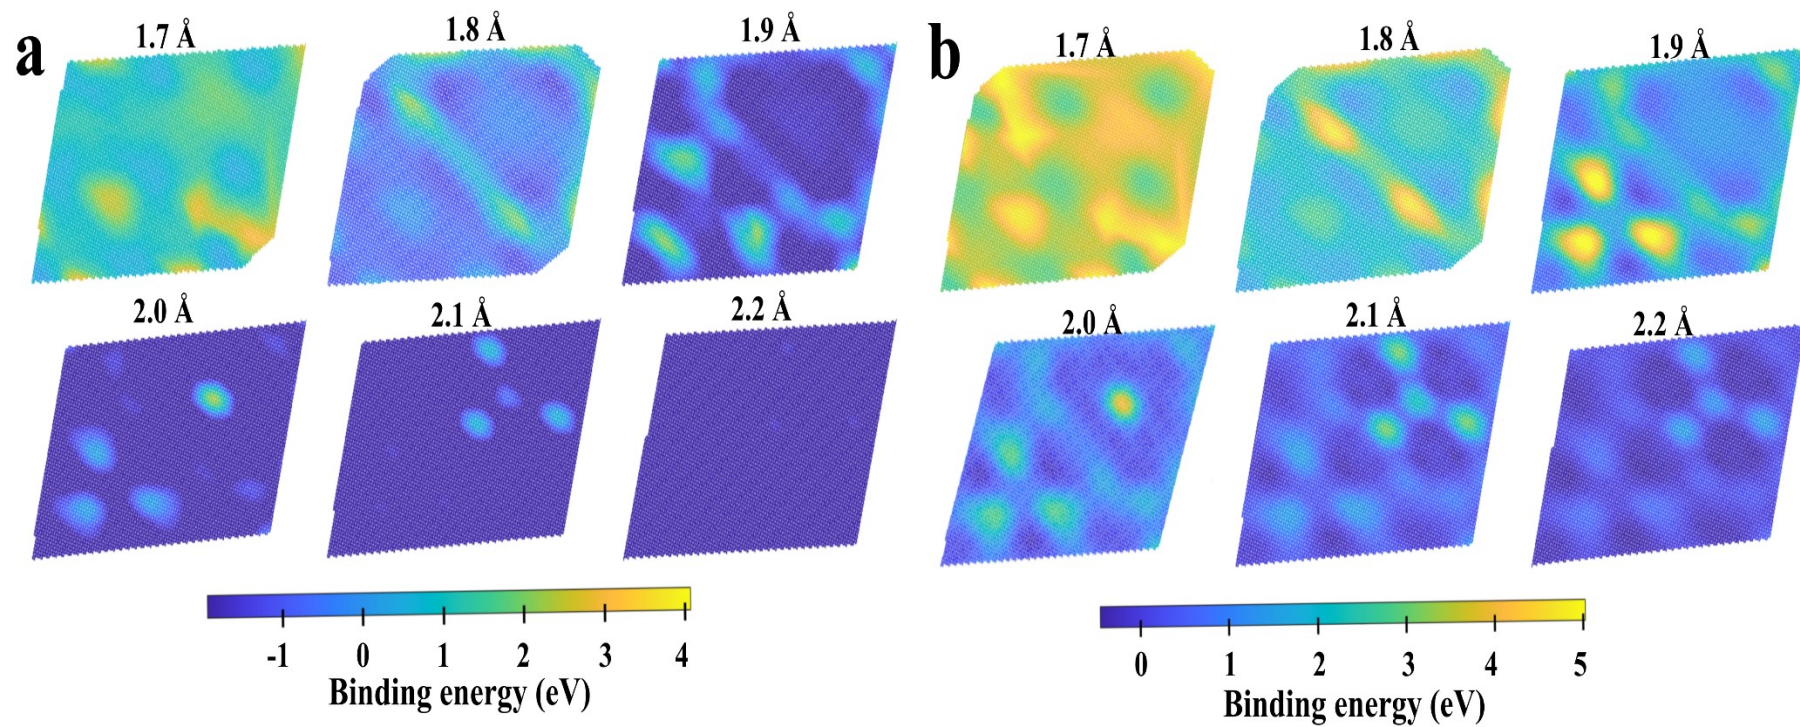 a
1.7 Å 1.8 Å 1.9 Å
2.0 Å 2.1 Å 2.2 Å
-1 0 1 2 3 4
Binding energy (eV)
b
1.7 Å 1.8 Å 1.9 Å
2.0 Å 2.1 Å 2.2 Å
0 1 2 3 4 5
Binding energy (eV)